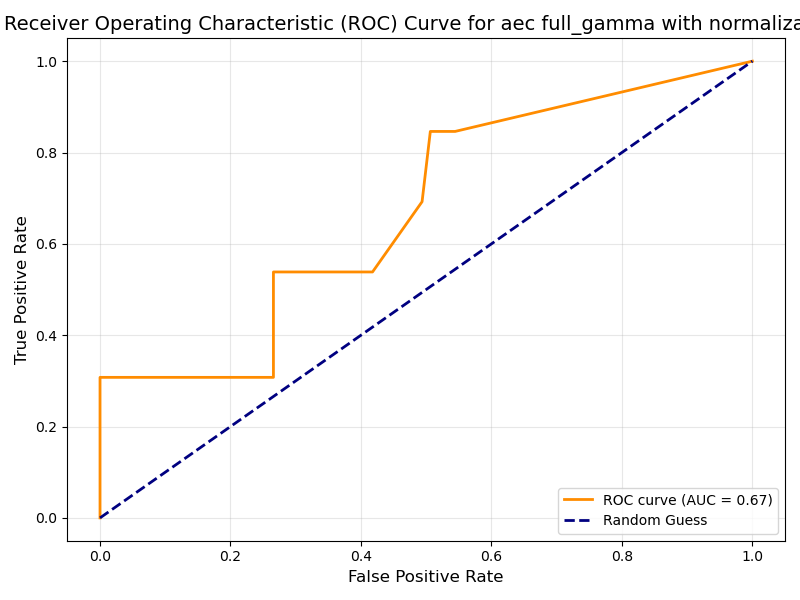 Receiver Operating Characteristic (ROC) Curve for aec full_gamma with normaliza
1.0
0.8
0.6
0.4
0.2
0.0
True Positive Rate
0.0 0.2 0.4 0.6 0.8 1.0
False Positive Rate
ROC curve (AUC = 0.67)
Random Guess